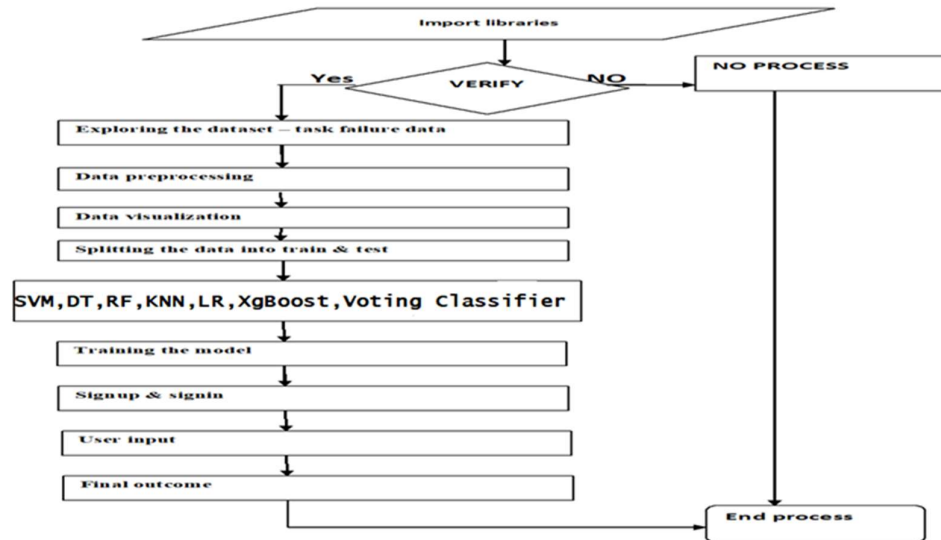 Import libraries
VERIFY
Yes
NO
NO PROCESS
Exploring the dataset – task failure data
Data preprocessing
Data visualization
Splitting the data into train & test
SVM,DT,RF,KNN,LR,XgBoost,Voting Classifier
Training the model
Signup & signin
User input
Final outcome
End process